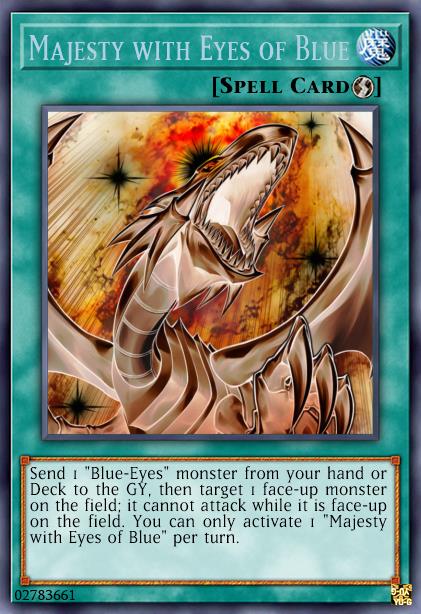 Majesty with Eyes of Blue
[Spell Card]
Send 1 "Blue-Eyes" monster from your hand or
Deck to the GY, then target 1 face-up monster
on the field; it cannot attack while it is face-up
on the field. You can only activate 1 "Majesty
with Eyes of Blue" per turn.
02783661